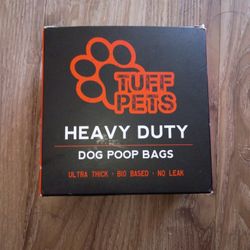 TUFF
PETS
HEAVY DUTY
DOG POOP BAGS
ULTRA THICK · BIO BASED · NO LEAK